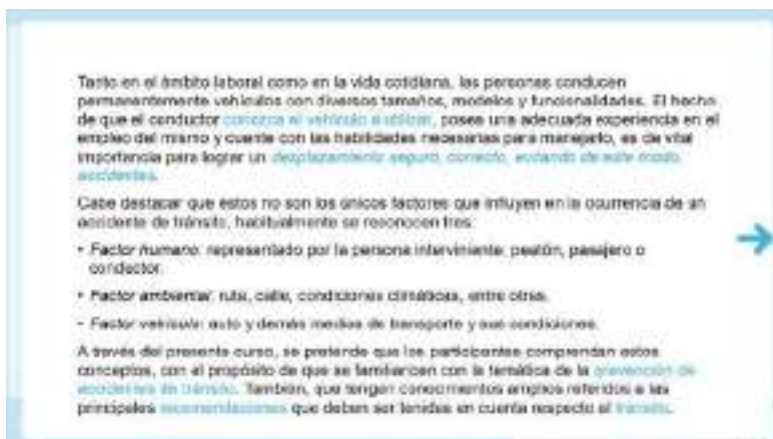 Tanto en el ámbito laboral como en la vida cotidiana, las personas conducen
permanentemente vehículos con diversos tamaños, modelos y funcionalidades. El hecho
de que el conductor conozca el vehículo a utilizar, posea una adecuada experiencia en el
empleo del mismo y cuente con las habilidades necesarias para manejarlo, es de vital
importancia para lograr un desplazamiento seguro, correcto, evitando de este modo,
accidentes.
Cabe destacar que estos no son los únicos factores que influyen en la ocurrencia de un
accidente de tránsito, habitualmente se reconocen tres:
• Factor humano: representado por la persona interviniente: peatón, pasajero o
conductor.
• Factor ambiental: ruta, calle, condiciones climáticas, entre otras.
- Factor vehículo: auto y demás medios de transporte y sus condiciones.
A través del presente curso, se pretende que los participantes comprendan estos
conceptos, con el propósito de que se familiaricen con la temática de la prevención de
accidentes de tránsito. También, que tengan conocimientos amplios referidos a las
principales recomendaciones que deben ser tenidas en cuenta respecto al tránsito.